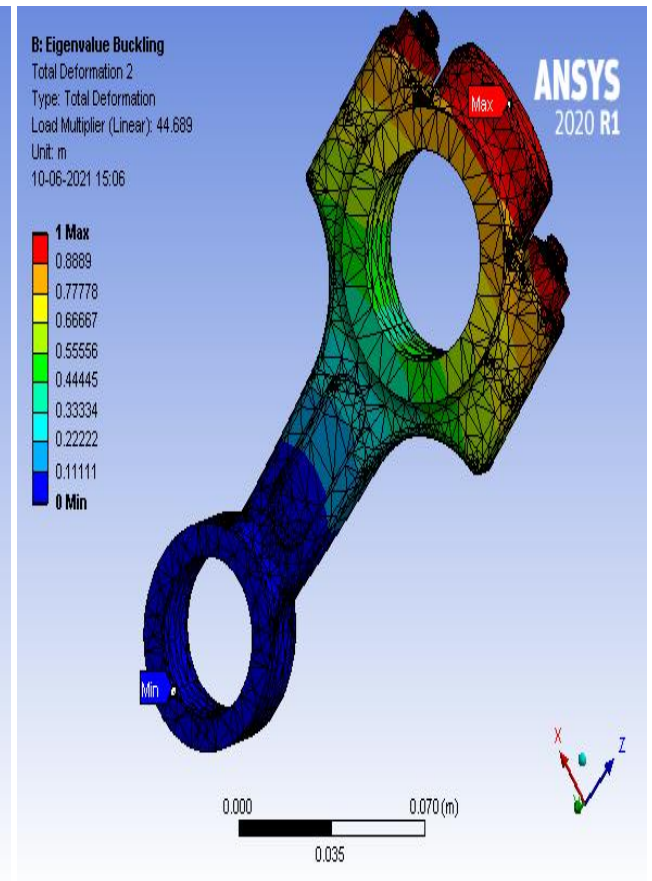 B: Eigenvalue Buckling
Total Deformation 2
Type: Total Deformation
Load Multiplier (Linear): 44.689
Unit: m
10-06-2021 15:06
ANSYS
2020 R1
Max
1 Max
0.8889
0.77778
0.66667
0.55556
0.44445
0.33334
0.22222
0.11111
0 Min
Min
X
Z
0.000
0.070 (m)
0.035